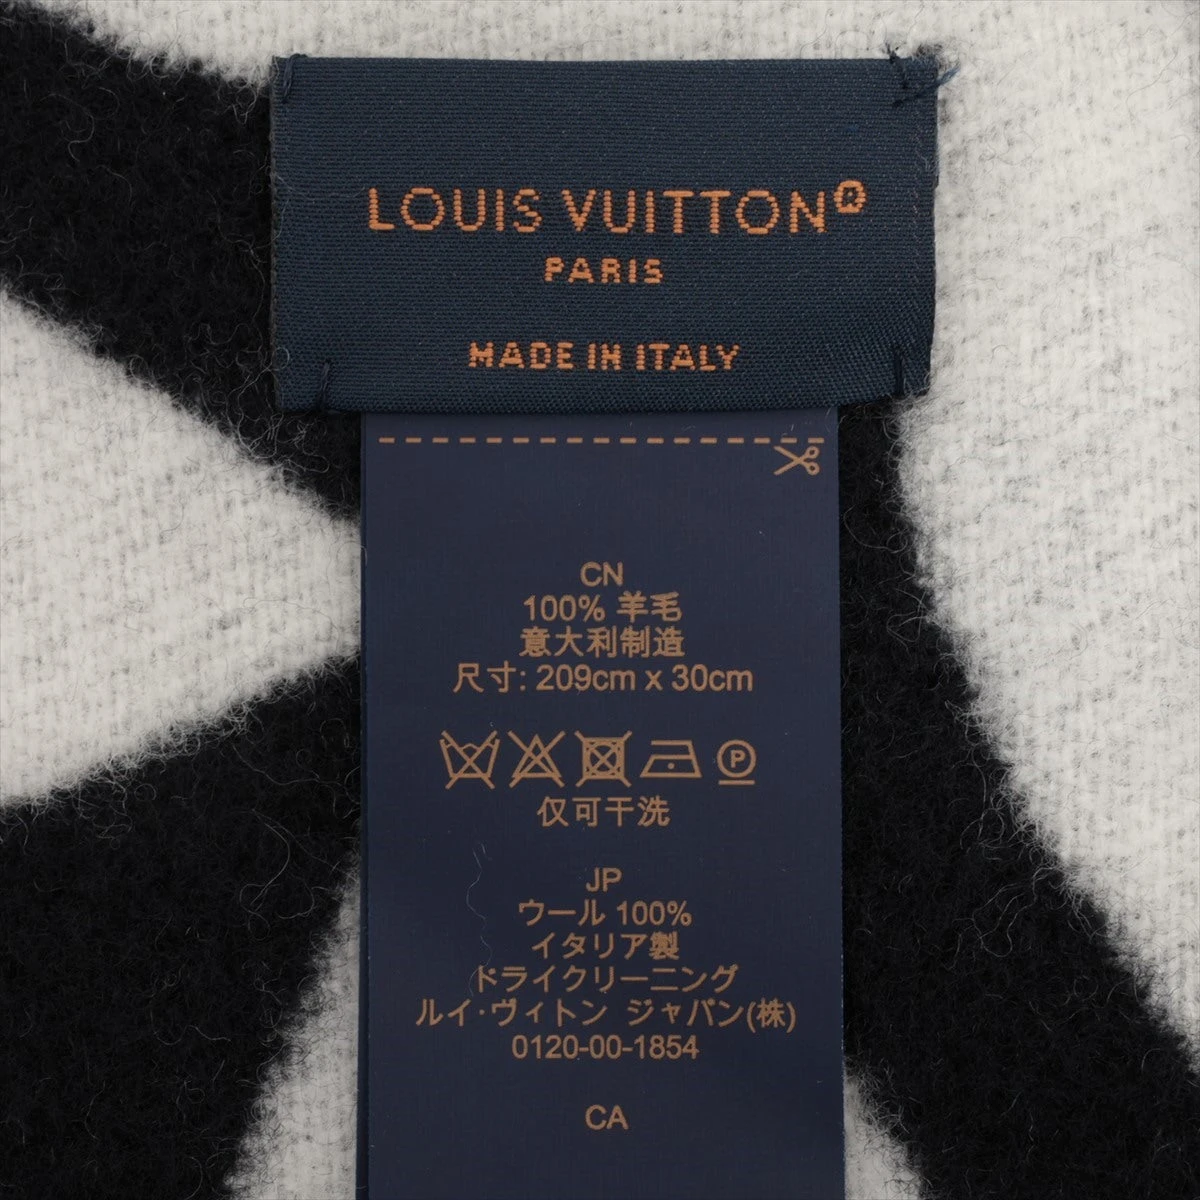 LOUIS VUITTON®
PARIS
MADE IN ITALY
CN
100% 羊毛
意大利制造
尺寸: 209cm x 30cm
P
仅可干洗
JP
ウール 100%
イタリア製
ドライクリーニング
ルイ·ヴィトン ジャパン(株)
0120-00-1854
CA